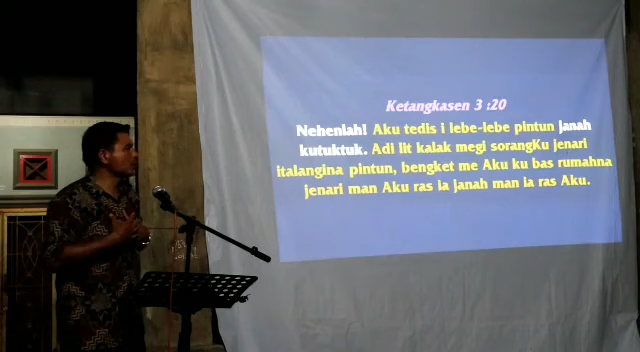 Ketangkasen 3 :20
Nehenlah! Aku tedis i lebe-lebe pintun janah
kutuktuk. Adi lit kalak megi sorangKu jenari
italangina pintun, bengket me Aku ku bas rumahna
jenari man Aku ras ia janah man ia ras Aku.